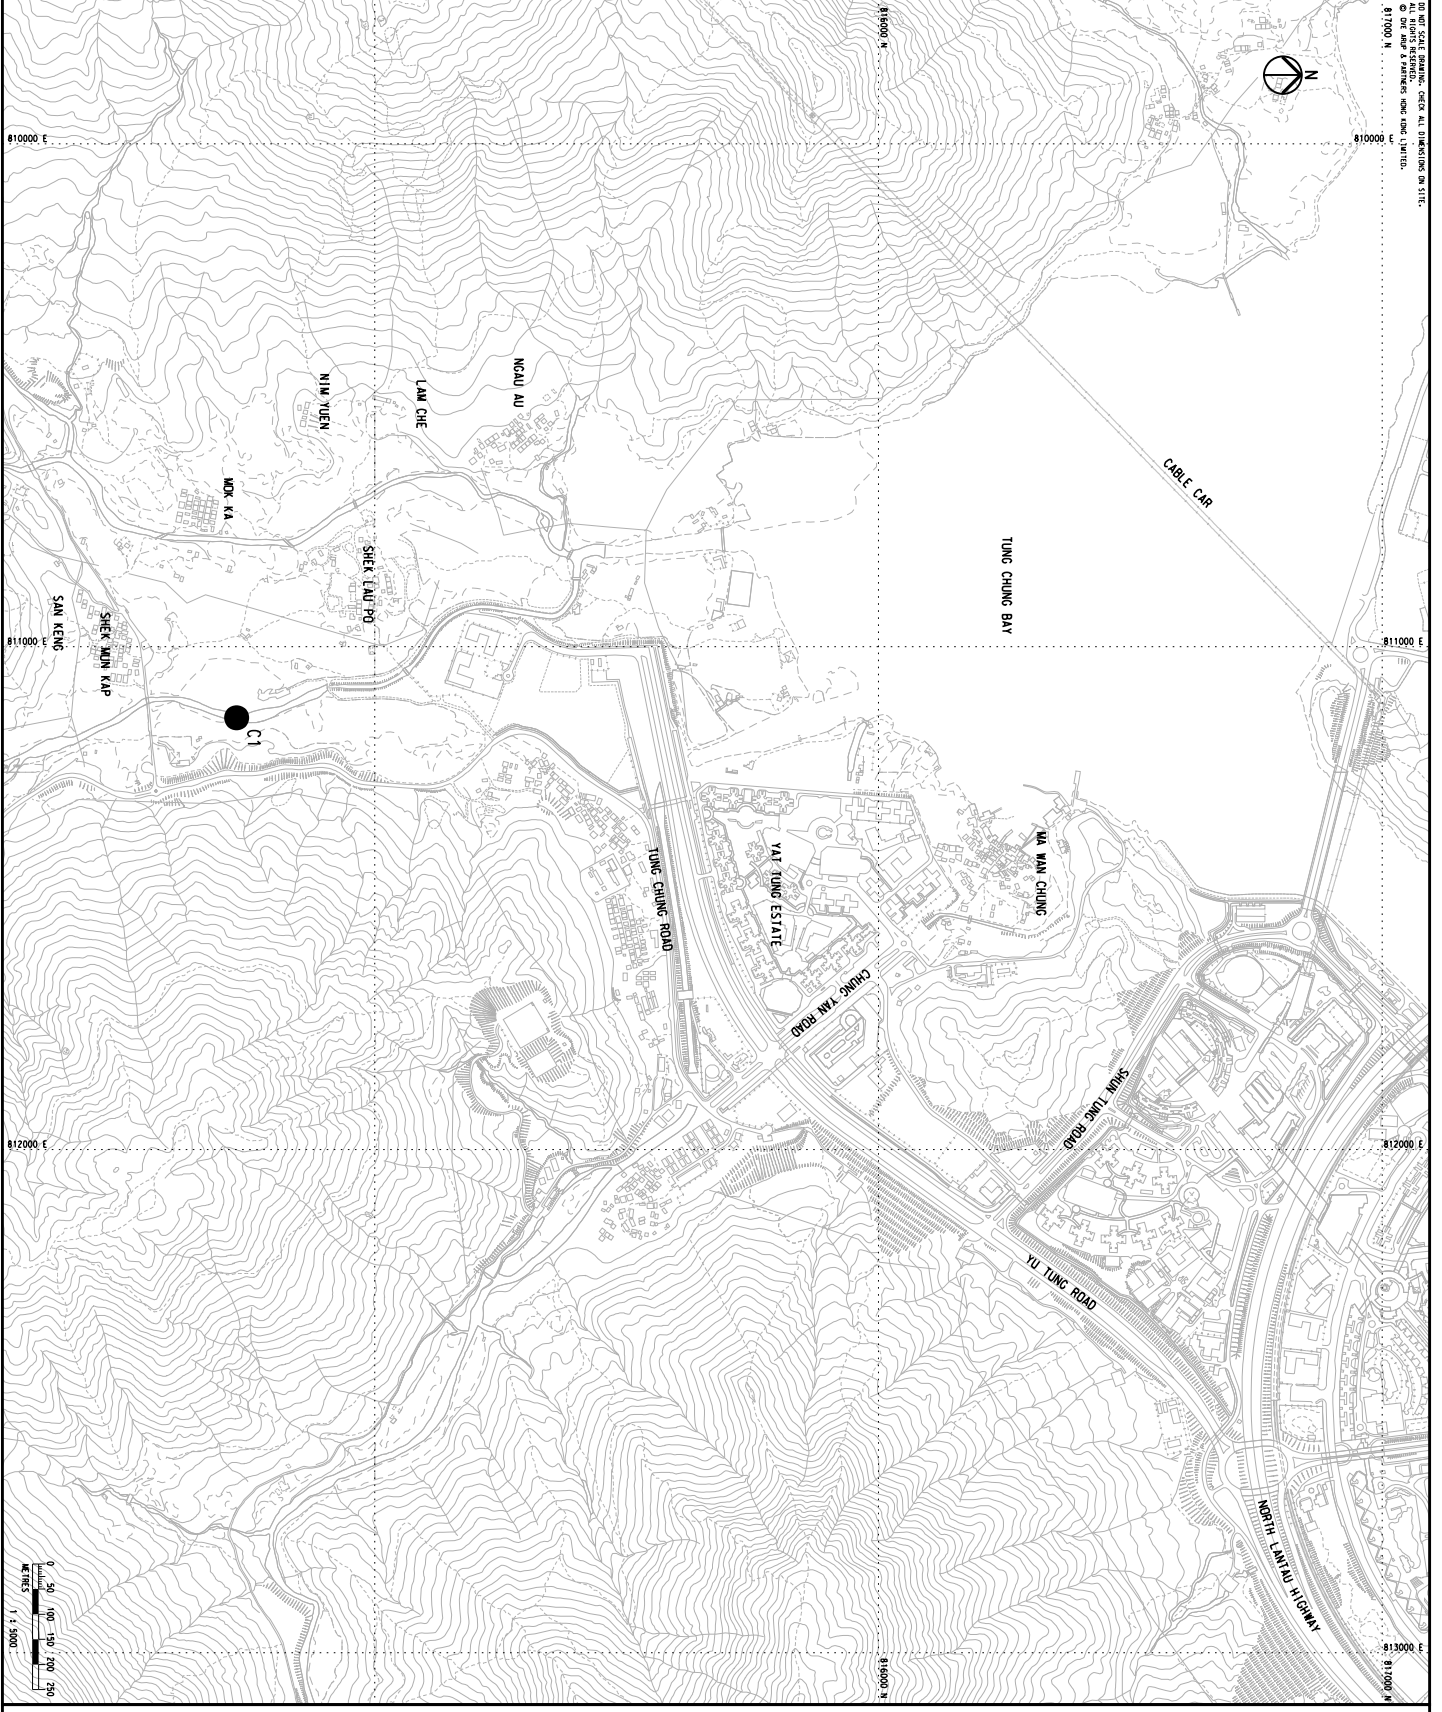 DO NOT SCALE DRAWING. CHECK ALL DIMENSIONS ON SITE.
ALL RIGHTS RESERVED.
© OVE ARUP & PARTNERS HONG KONG LIMITED.
817000 N
816000 N
N
810000 E
810000 E
CABLE CAR
NGAU AU
LAM CHE
NIM YUEN
MOK KA
TUNG CHUNG BAY
SHEK LAU PO
SAN KENG
SHEK MUN KAP
811000 E
811000 E
C1
MA WAN CHUNG
YAT TUNG ESTATE
TUNG CHUNG ROAD
CHUNG YAN ROAD
SHUN TUNG ROAD
812000 E
812000 E
YU TUNG ROAD
NORTH LANTAU HIGHWAY
813000 E
817000 N
816000 N
0 50 100 150 200 250
METRES
1 : 5000